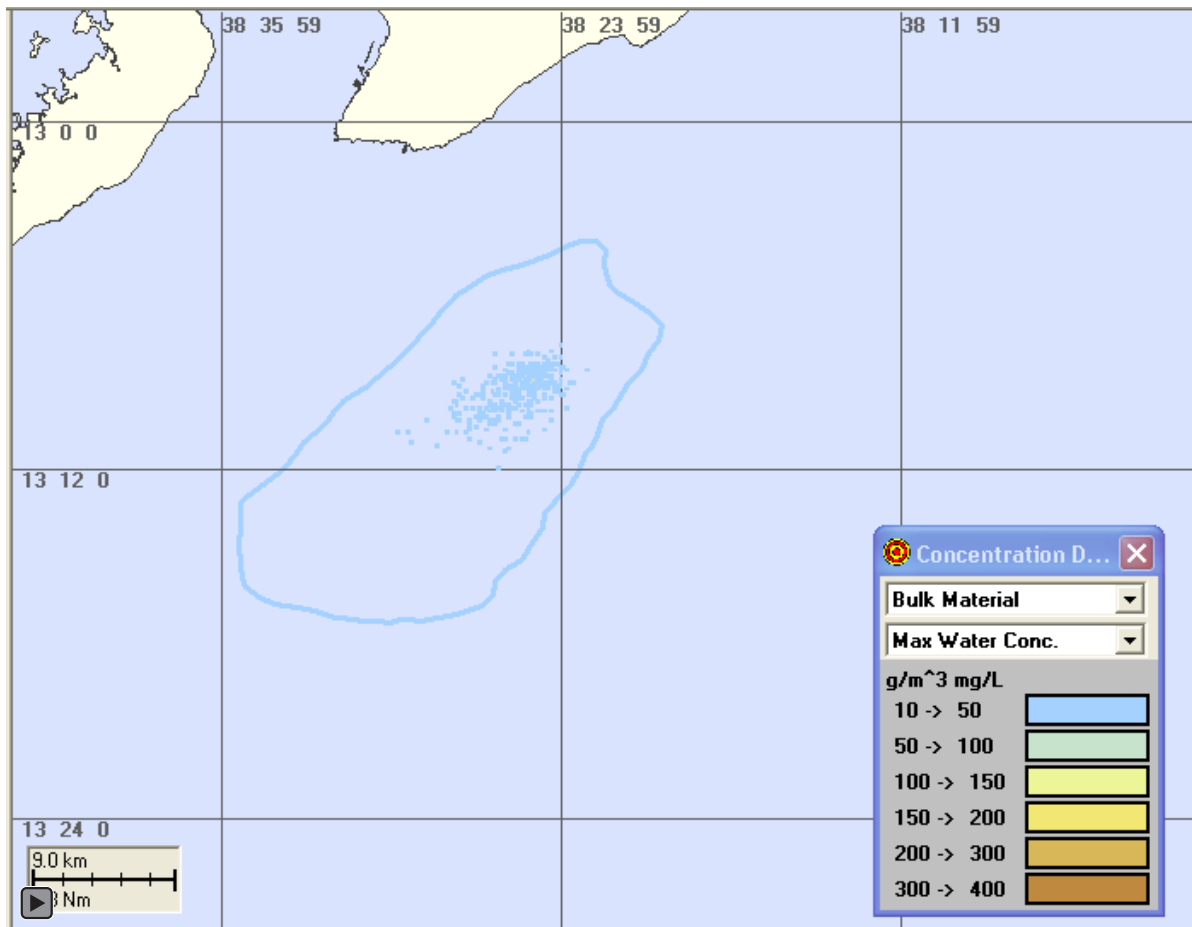 38 35 59
38 23 59
38 11 59
13 0 0
13 12 0
13 24 0
9.0 km
Nm
Concentration D...
Bulk Material
Max Water Conc.
g/m^3 mg/L
10 -> 50
50 -> 100
100 -> 150
150 -> 200
200 -> 300
300 -> 400